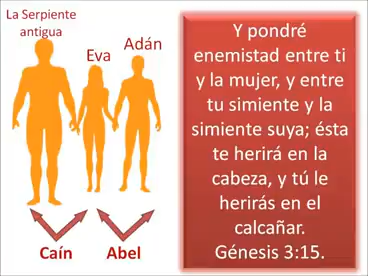 La Serpiente
antigua
Eva
Adán
Caín
Abel
Y pondré
enemistad entre ti
y la mujer, y entre
tu simiente y la
simiente suya; ésta
te herirá en la
cabeza, y tú le
herirás en el
calcañar.
Génesis 3:15.